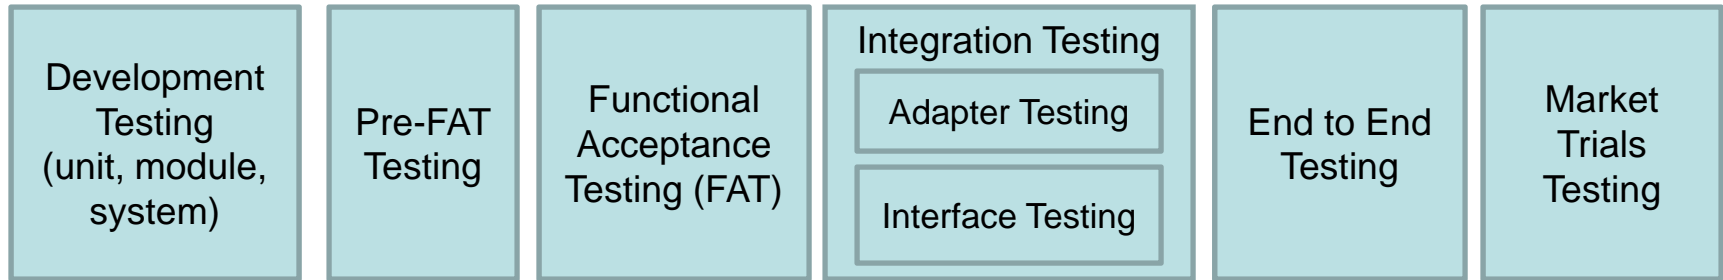 Development
Testing
(unit, module,
system)
Pre-FAT
Testing
Functional
Acceptance
Testing (FAT)
Integration Testing
Adapter Testing
Interface Testing
End to End
Testing
Market
Trials
Testing